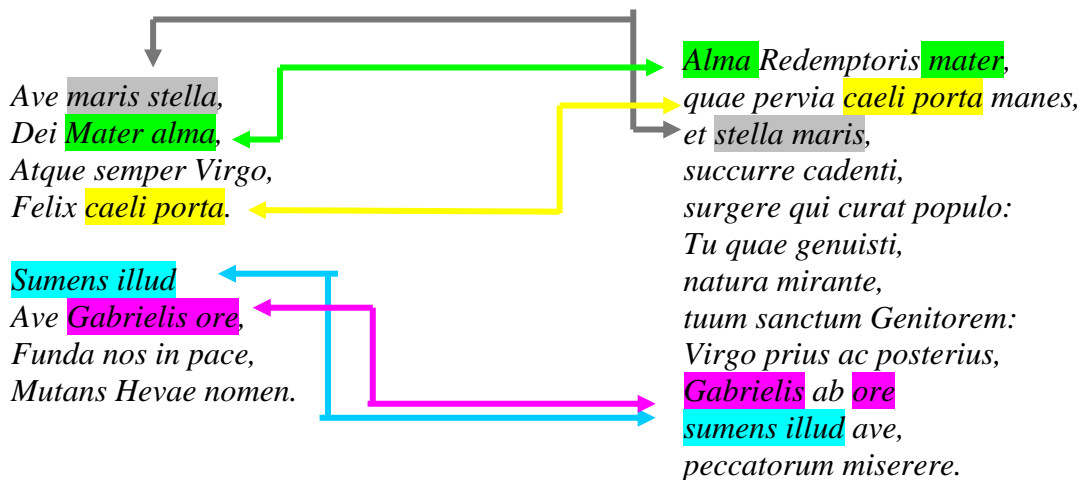 Ave maris stella,
Dei Mater alma,
Atque semper Virgo,
Felix caeli porta.
Sumens illud
Ave Gabrielis ore,
Funda nos in pace,
Mutans Hevae nomen.
Alma Redemptoris mater,
quae pervia caeli porta manes,
et stella maris,
succurre cadenti,
surgere qui curat populo:
Tu quae genuisti,
natura mirante,
tuum sanctum Genitorem:
Virgo prius ac posterius,
Gabrielis ab ore
sumens illud ave,
peccatorum miserere.